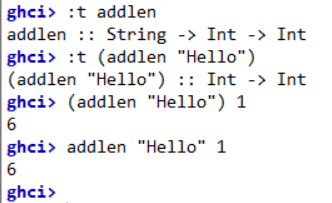 ghci> :t addlen
addlen :: String -> Int -> Int
ghci> :t (addlen "Hello")
(addlen "Hello") :: Int -> Int
ghci> (addlen "Hello") 1
6
ghci> addlen "Hello" 1
6
ghci>